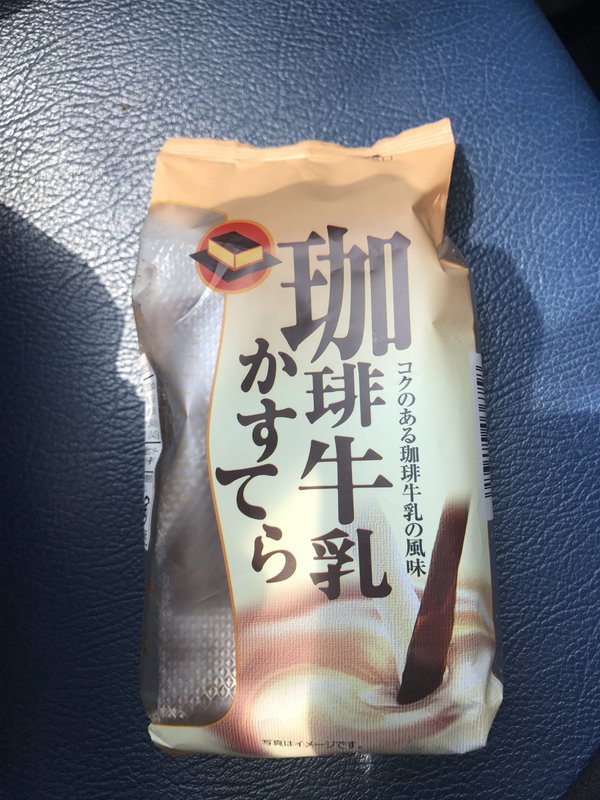 珈琲牛乳
かすてら
コクのある珈琲牛乳の風味
写真はイメージです。